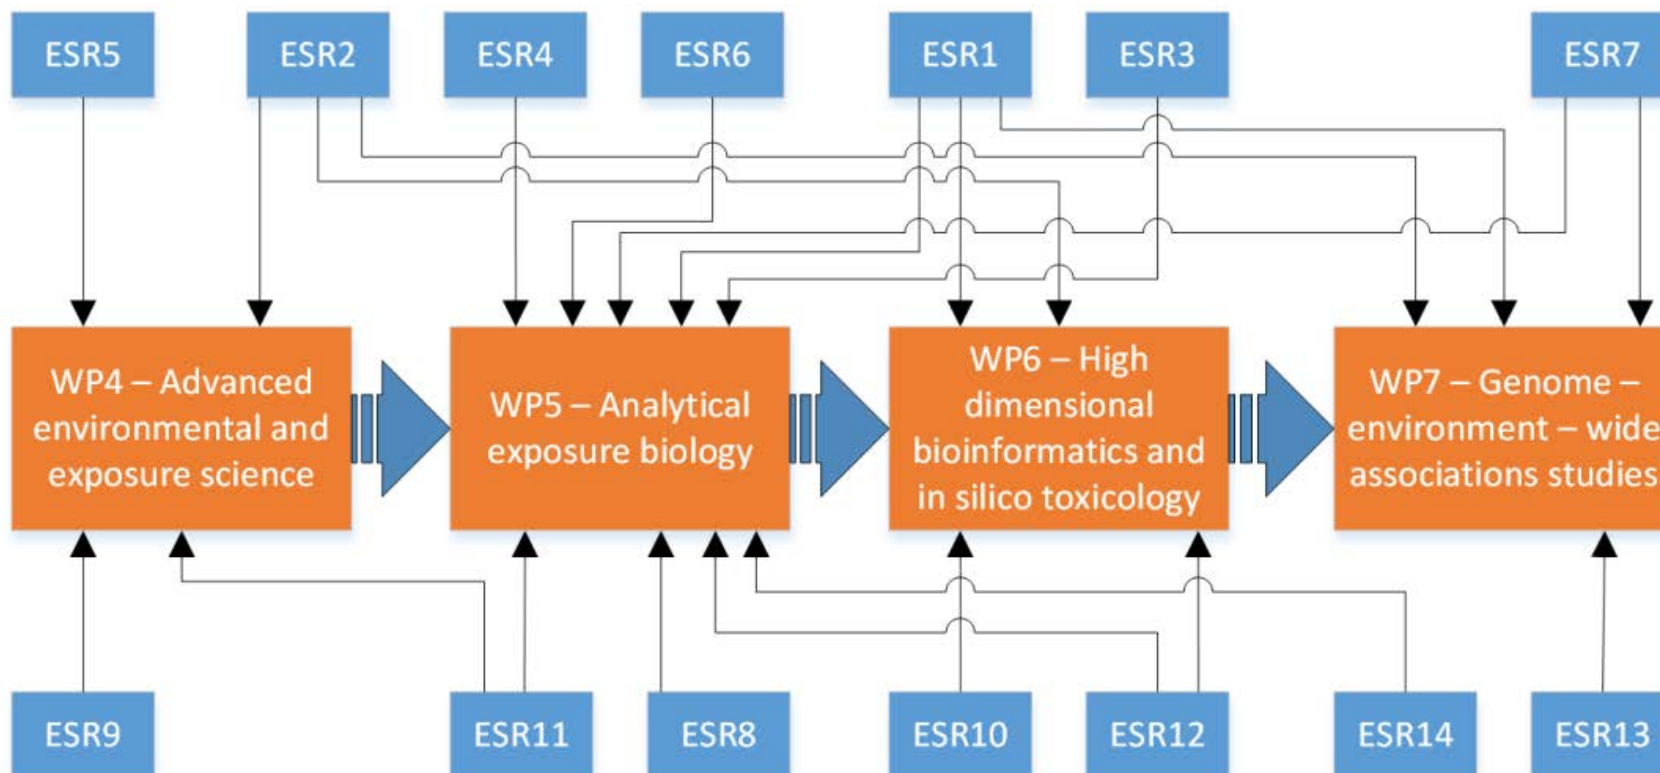 ESR5
ESR2
ESR4
ESR6
ESR1
ESR3
ESR7
WP4 – Advanced
environmental and
exposure science
WP5 – Analytical
exposure biology
WP6 – High
dimensional
bioinformatics and
in silico toxicology
WP7 – Genome –
environment – wide
associations studies
ESR9
ESR11
ESR8
ESR10
ESR12
ESR14
ESR13